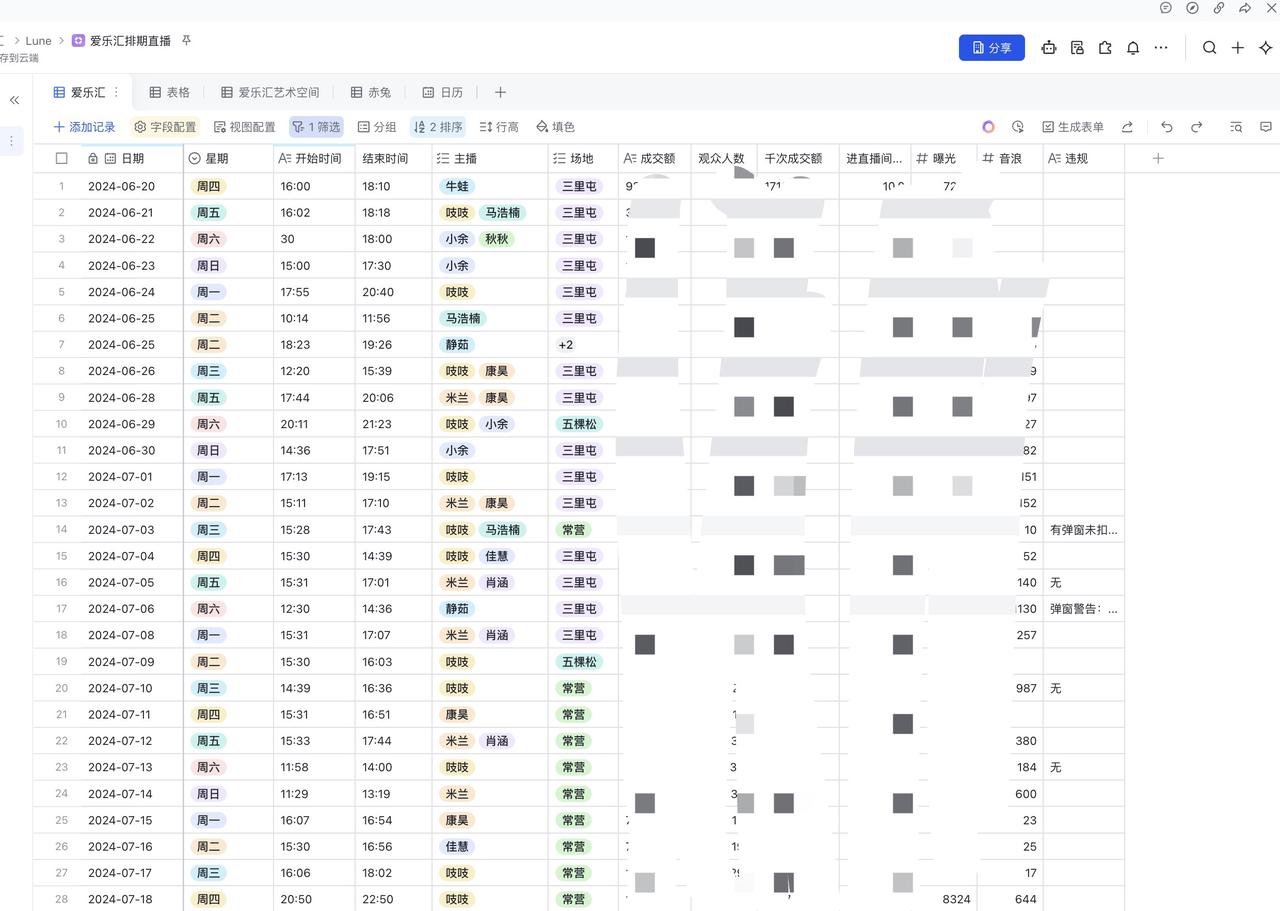 Lune 爱乐汇排期直播
存到云端
分享
爱乐汇 表格 爱乐汇艺术空间 赤兔 日历
添加记录 字段配置 视图配置 1 筛选 分组 2 排序 行高 填色 生成表单
日期 星期 开始时间 结束时间 主播 场地 成交额 观众人数 千次成交额 进直播间... 曝光 音浪 违规
1 2024-06-20 周四 16:00 18:10 牛蛙 三里屯 171
2 2024-06-21 周五 16:02 18:18 吱吱 马浩楠 三里屯
3 2024-06-22 周六 30 18:00 小余 秋秋 三里屯
4 2024-06-23 周日 15:00 17:30 小余 三里屯
5 2024-06-24 周一 17:55 20:40 吱吱 三里屯
6 2024-06-25 周二 10:14 11:56 马浩楠 三里屯
7 2024-06-25 周二 18:23 19:26 静茹 +2
8 2024-06-26 周三 12:20 15:39 吱吱 康昊 三里屯 9
9 2024-06-28 周五 17:44 20:06 米兰 康昊 三里屯
10 2024-06-29 周六 20:11 21:23 吱吱 小余 五棵松 27
11 2024-06-30 周日 14:36 17:51 小余 三里屯 82
12 2024-07-01 周一 17:13 19:15 吱吱 三里屯 51
13 2024-07-02 周二 15:11 17:10 米兰 康昊 三里屯 52
14 2024-07-03 周三 15:28 17:43 吱吱 马浩楠 常营 10 有弹窗未扣...
15 2024-07-04 周四 15:30 14:39 吱吱 佳慧 三里屯 52
16 2024-07-05 周五 15:31 17:01 米兰 肖涵 三里屯 140 无
17 2024-07-06 周六 12:30 14:36 静茹 三里屯 130 弹窗警告：...
18 2024-07-08 周一 15:31 17:07 米兰 肖涵 三里屯 257
19 2024-07-09 周二 15:30 16:03 吱吱 五棵松
20 2024-07-10 周三 14:39 16:36 吱吱 常营 987 无
21 2024-07-11 周四 15:31 16:51 康昊 常营
22 2024-07-12 周五 15:33 17:44 米兰 肖涵 常营 3 380
23 2024-07-13 周六 11:58 14:00 吱吱 常营 3 184 无
24 2024-07-14 周日 11:29 13:19 米兰 常营 600
25 2024-07-15 周一 16:07 16:54 康昊 常营 23
26 2024-07-16 周二 15:30 16:56 佳慧 常营 25
27 2024-07-17 周三 16:06 18:02 吱吱 常营 17
28 2024-07-18 周四 20:50 22:50 吱吱 常营 8324 644